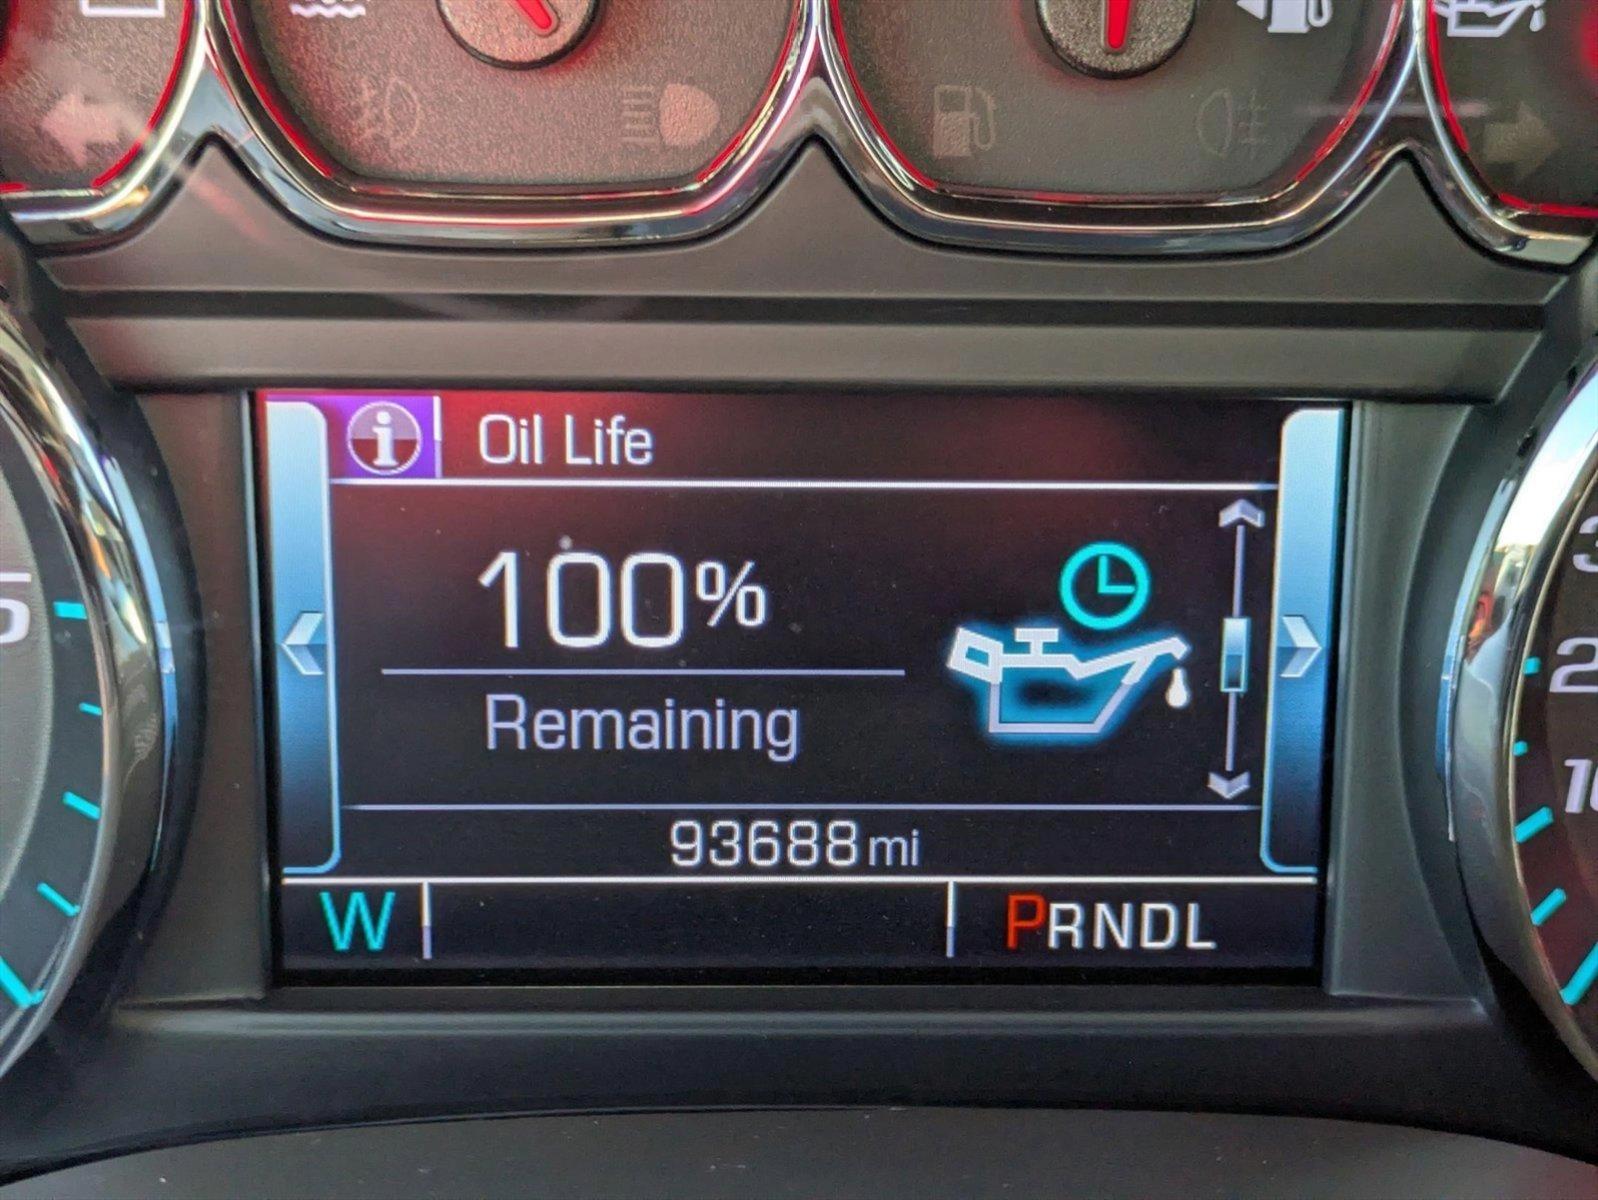 Oil Life
100%
Remaining
93688 mi
W
PRNDL